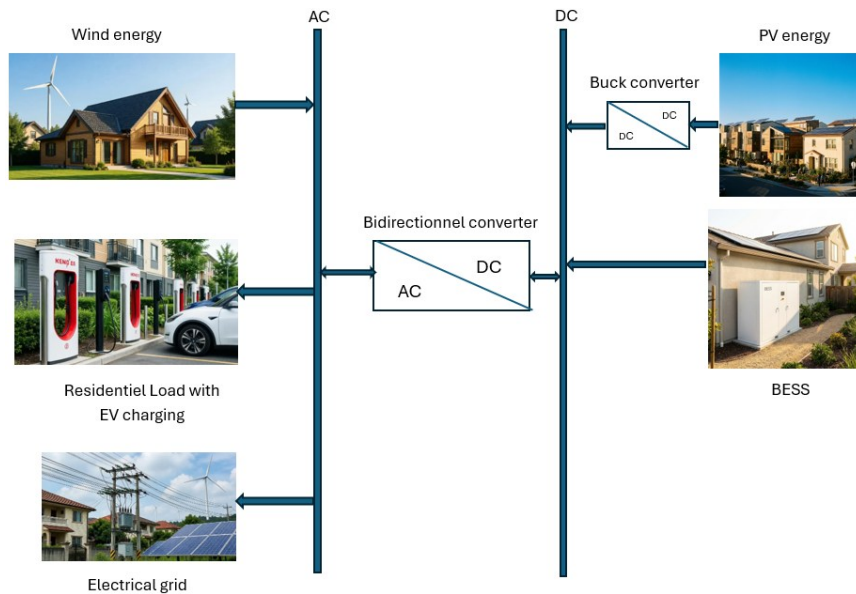 AC
DC
Wind energy
PV energy
Buck converter
DC
DC
Bidirectionnel converter
DC
AC
Residentiel Load with
EV charging
BESS
Electrical grid